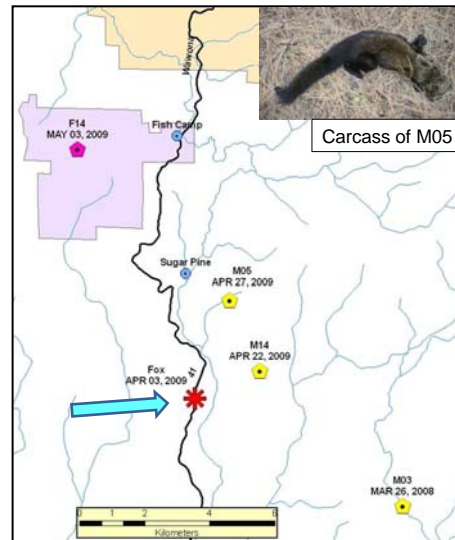 Wawona
Carcass of M05
F14
MAY 03, 2009
Fish Camp
Sugar Pine
M05
APR 27, 2009
M14
APR 22, 2009
Fox
APR 03, 2009
41
M03
MAR 26, 2008
0 2 4 6
Kilometers